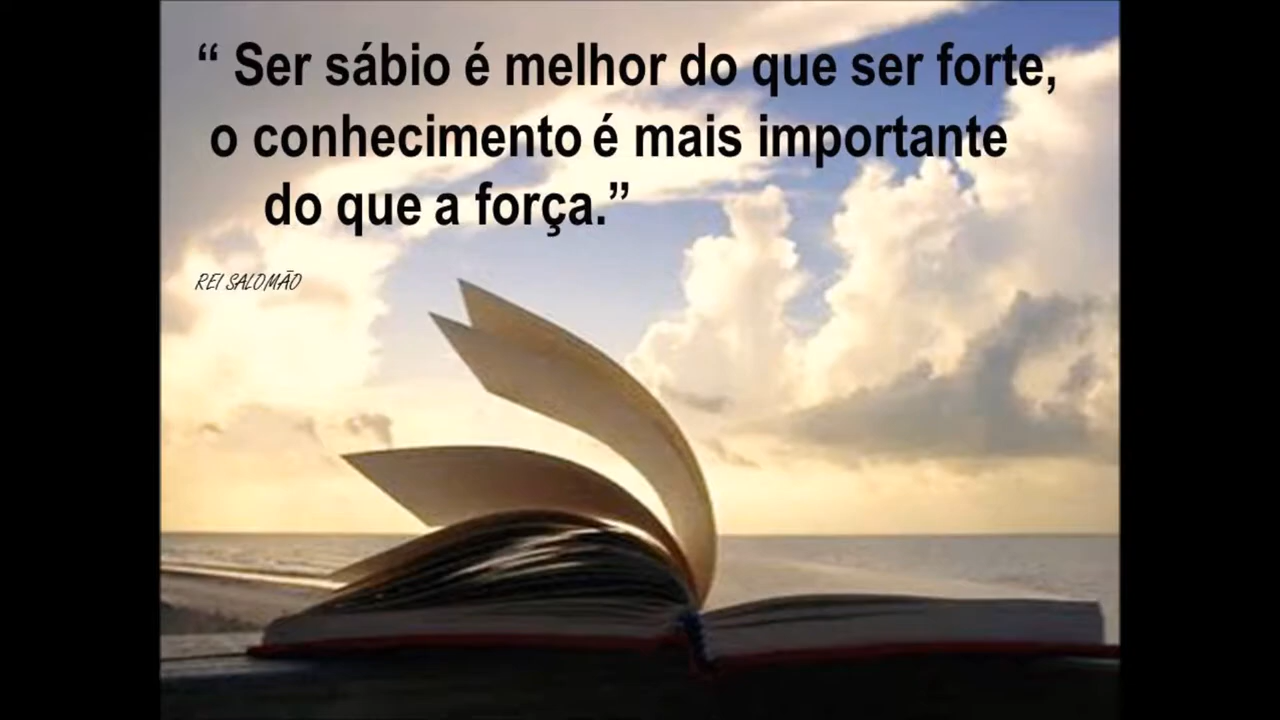 “ Ser sábio é melhor do que ser forte,
o conhecimento é mais importante
do que a força.”
REI SALOMÃO